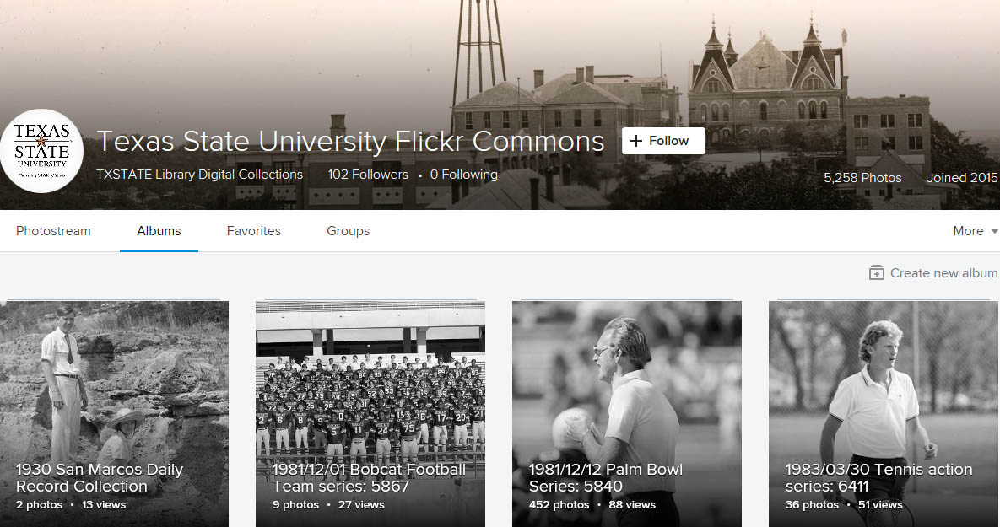 TEXAS
STATE
UNIVERSITY
The rising STAR of Texas
Texas State University Flickr Commons
+ Follow
TXSTATE Library Digital Collections 102 Followers • 0 Following
5,258 Photos Joined 2015
Photostream Albums Favorites Groups More
Create new album
1930 San Marcos Daily
Record Collection
2 photos • 13 views
1981/12/01 Bobcat Football
Team series: 5867
9 photos • 27 views
1981/12/12 Palm Bowl
Series: 5840
452 photos • 88 views
1983/03/30 Tennis action
series: 6411
36 photos • 51 views